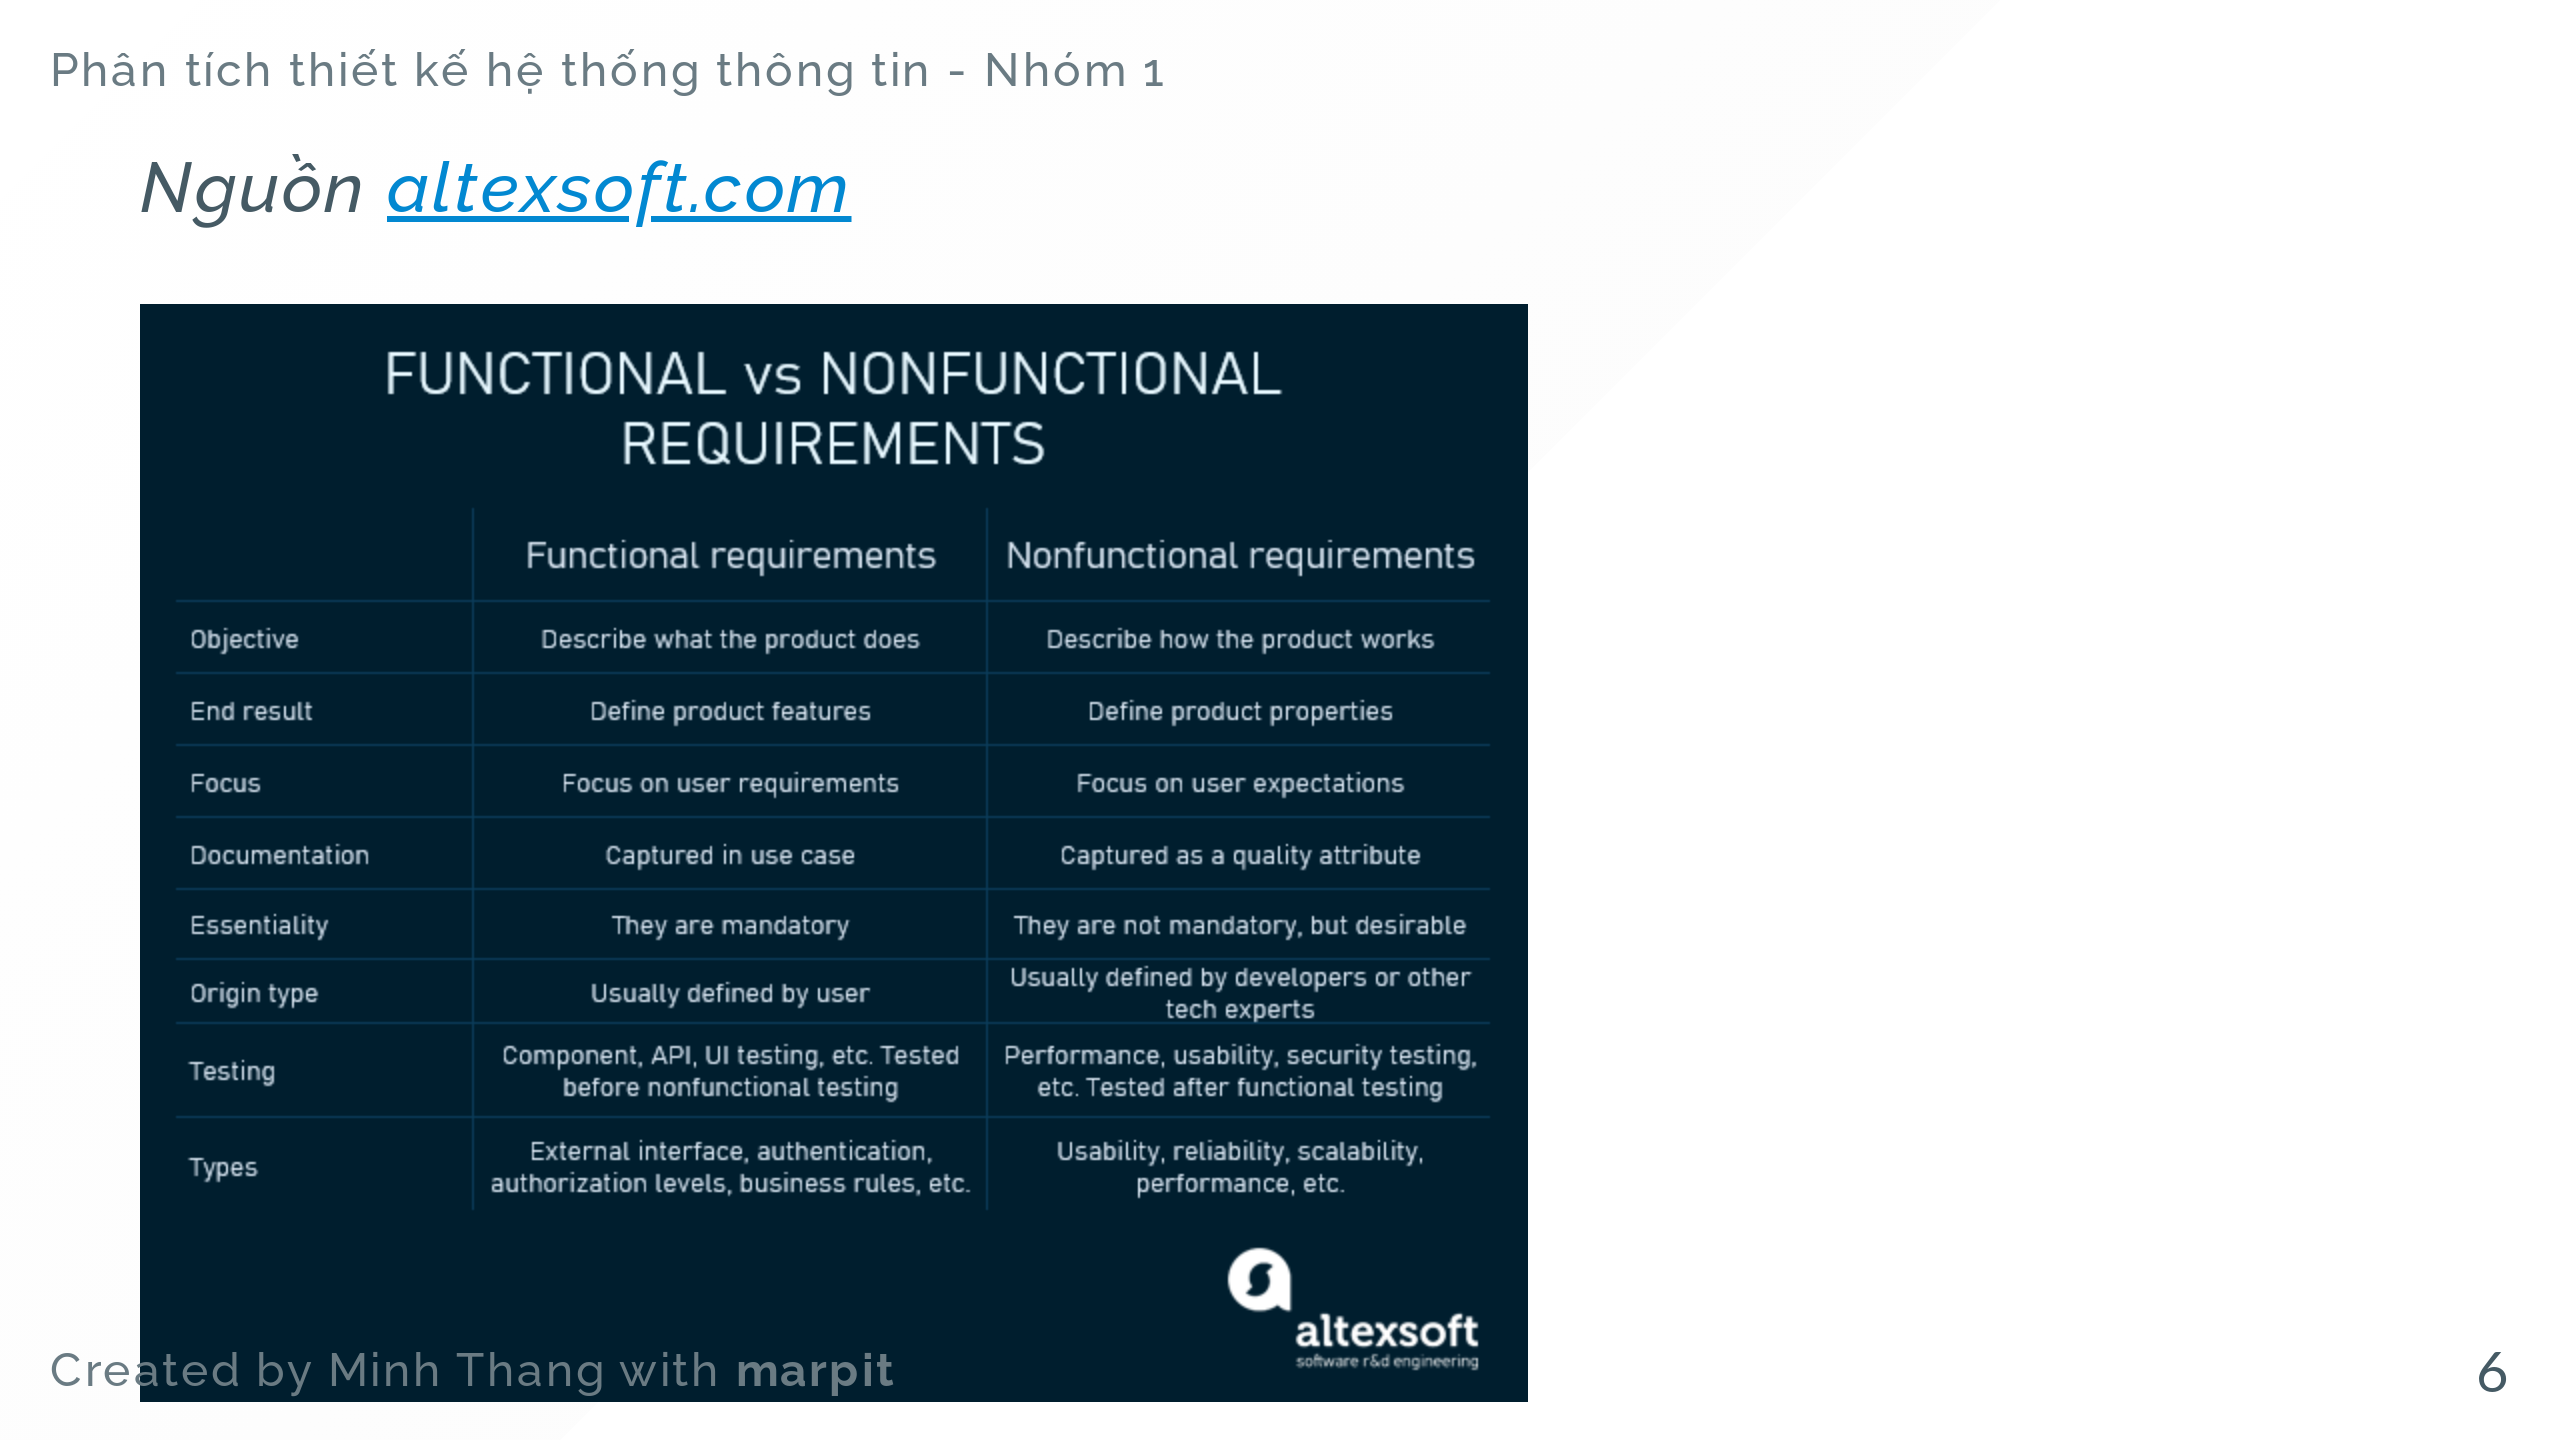 Phân tích thiết kế hệ thống thông tin - Nhóm 1
Nguồn altexsoft.com
FUNCTIONAL vs NONFUNCTIONAL
REQUIREMENTS
Functional requirements
Nonfunctional requirements
Objective
Describe what the product does
Describe how the product works
End result
Define product features
Define product properties
Focus
Focus on user requirements
Focus on user expectations
Documentation
Captured in use case
Captured as a quality attribute
Essentiality
They are mandatory
They are not mandatory, but desirable
Origin type
Usually defined by user
Usually defined by developers or other
tech experts
Testing
Component, API, UI testing, etc. Tested
before nonfunctional testing
Performance, usability, security testing,
etc. Tested after functional testing
Types
External interface, authentication,
authorization levels, business rules, etc.
Usability, reliability, scalability,
performance, etc.
altexsoft
software r&d engineering
Created by Minh Thang with marpit
6